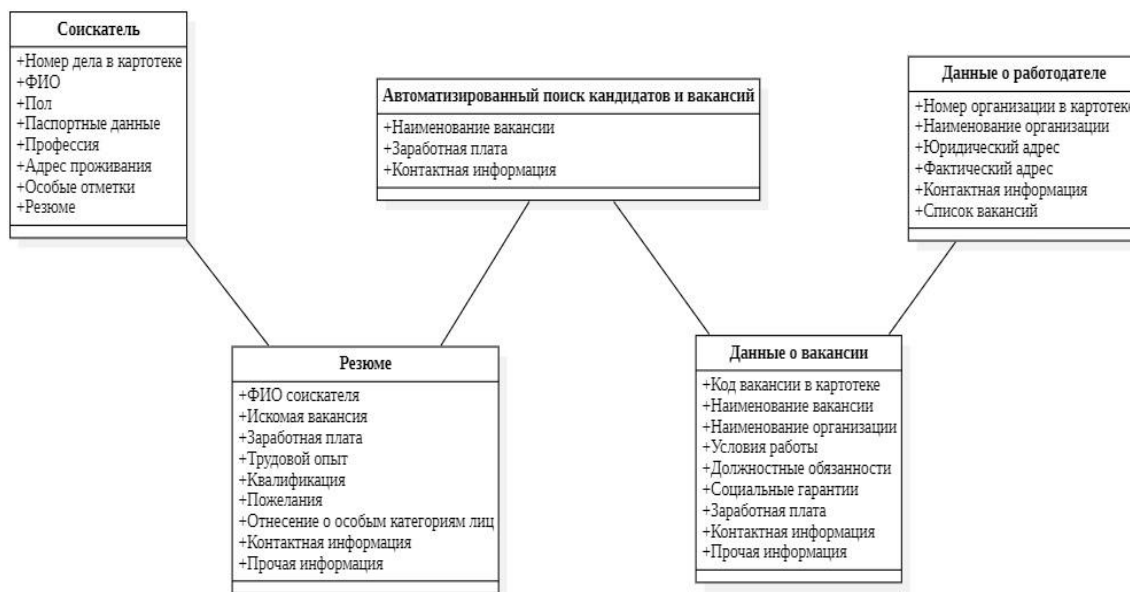 Соискатель
+Номер дела в картотеке
+ФИО
+Пол
+Паспортные данные
+Профессия
+Адрес проживания
+Особые отметки
+Резюме
Автоматизированный поиск кандидатов и вакансий
+Наименование вакансии
+Заработная плата
+Контактная информация
Данные о работодателе
+Номер организации в картотеке
+Наименование организации
+Юридический адрес
+Фактический адрес
+Контактная информация
+Список вакансий
Резюме
+ФИО соискателя
+Искомая вакансия
+Заработная плата
+Трудовой опыт
+Квалификация
+Пожелания
+Отнесение о особым категориям лиц
+Контактная информация
+Прочая информация
Данные о вакансии
+Код вакансии в картотеке
+Наименование вакансии
+Наименование организации
+Условия работы
+Должностные обязанности
+Социальные гарантии
+Заработная плата
+Контактная информация
+Прочая информация